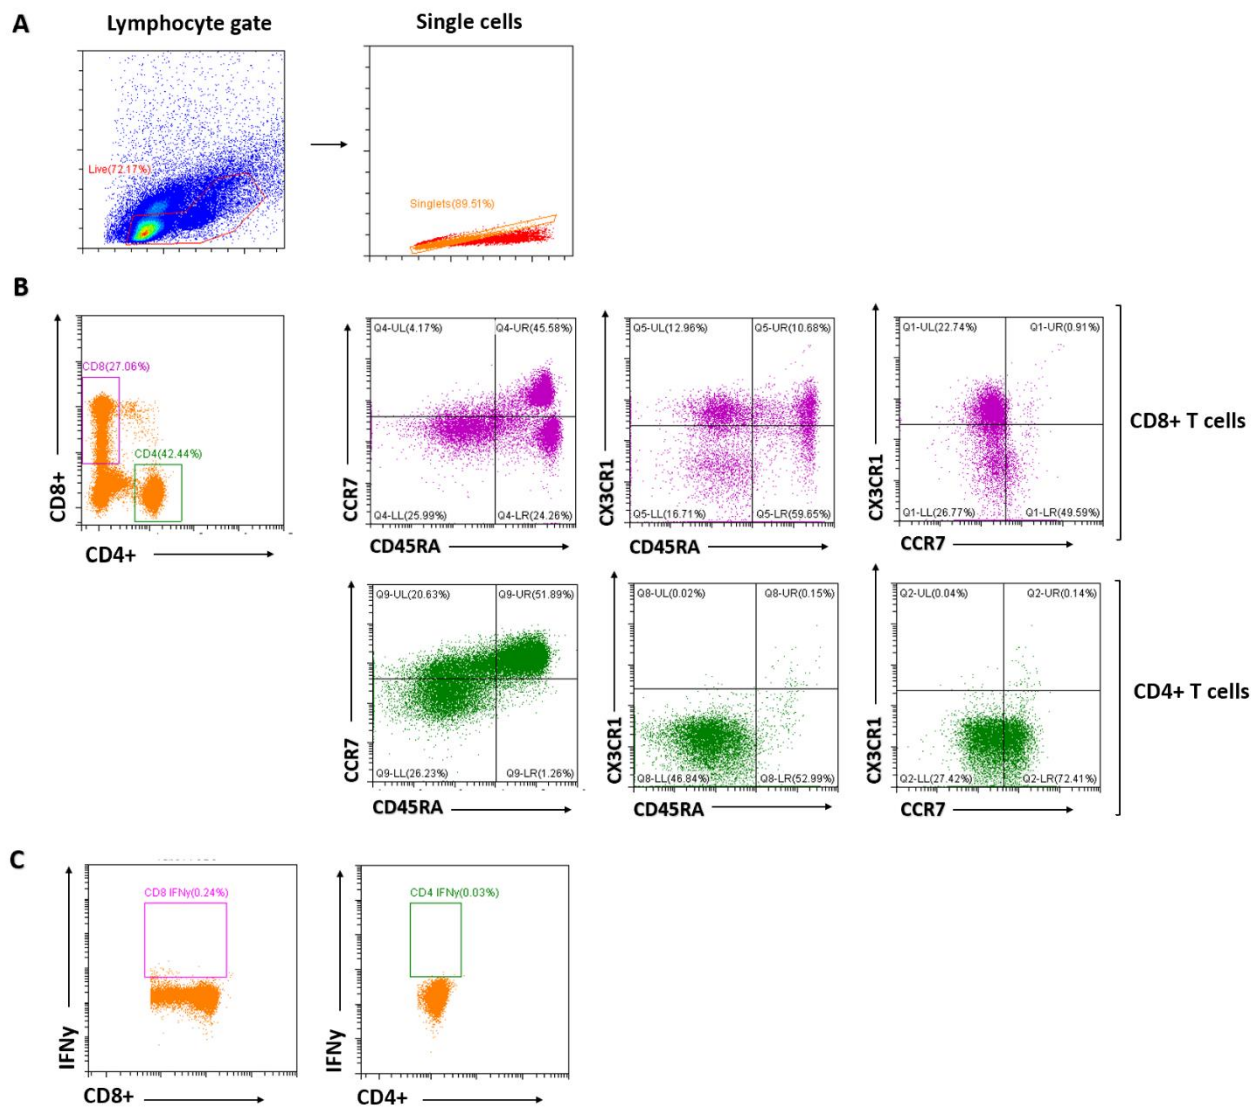 A
Lymphocyte gate
Single cells
Live(72.17%)
Singlets(89.51%)
B
CD8(27.06%)
CD4(42.44%)
CD8+
CD4+
Q4-UL(4.17%)
Q4-UR(45.58%)
Q4-LL(25.99%)
Q4-LR(24.26%)
CCR7
CD45RA
Q5-UL(12.96%)
Q5-UR(10.68%)
Q5-LL(16.71%)
Q5-LR(59.65%)
CX3CR1
CD45RA
Q1-UL(22.74%)
Q1-UR(0.91%)
Q1-LL(26.77%)
Q1-LR(49.59%)
CX3CR1
CCR7
CD8+ T cells
Q9-UL(20.63%)
Q9-UR(51.89%)
Q9-LL(26.23%)
Q9-LR(1.26%)
CCR7
CD45RA
Q8-UL(0.02%)
Q8-UR(0.15%)
Q8-LL(46.84%)
Q8-LR(52.99%)
CX3CR1
CD45RA
Q2-UL(0.04%)
Q2-UR(0.14%)
Q2-LL(27.42%)
Q2-LR(72.41%)
CX3CR1
CCR7
CD4+ T cells
C
CD8 IFNy(0.24%)
IFNy
CD8+
CD4 IFNy(0.03%)
IFNy
CD4+